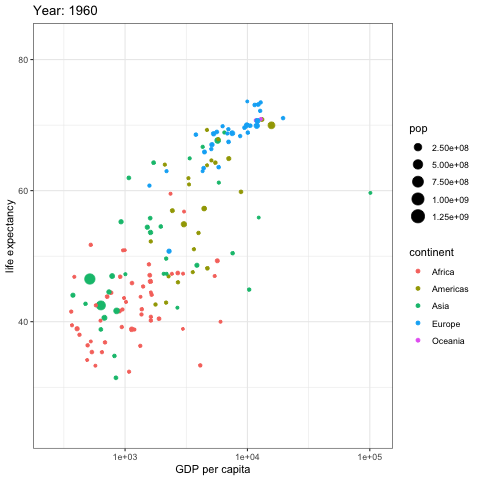 Year: 1960
80
60
40
life expectancy
1e+03
1e+04
1e+05
GDP per capita
pop
2.50e+08
5.00e+08
7.50e+08
1.00e+09
1.25e+09
continent
Africa
Americas
Asia
Europe
Oceania